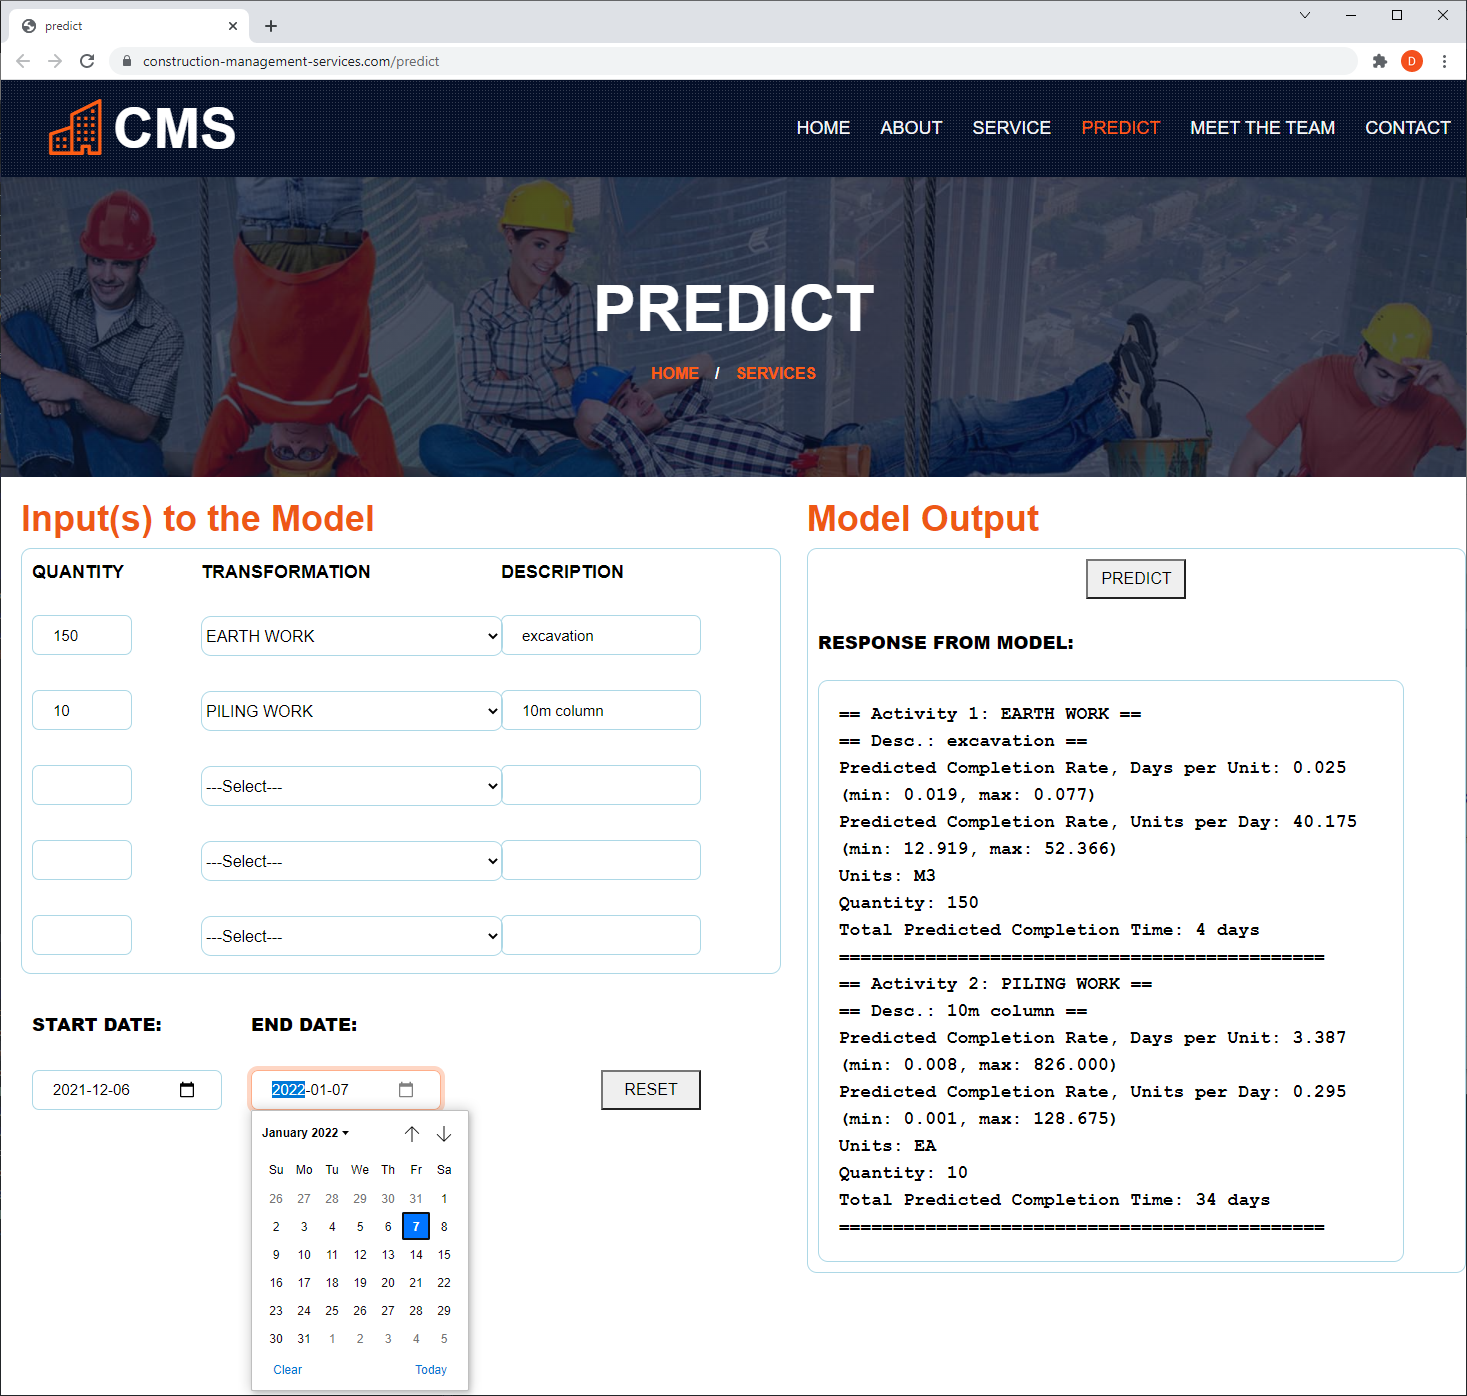 predict
construction-management-services.com/predict
D
CMS
HOME ABOUT SERVICE PREDICT MEET THE TEAM CONTACT
PREDICT
HOME / SERVICES
Input(s) to the Model
QUANTITY TRANSFORMATION DESCRIPTION
150 EARTH WORK excavation
10 PILING WORK 10m column
---Select---
---Select---
---Select---
START DATE: END DATE:
2021-12-06 2022-01-07 RESET
January 2022
Su Mo Tu We Th Fr Sa
26 27 28 29 30 31 1
2 3 4 5 6 7 8
9 10 11 12 13 14 15
16 17 18 19 20 21 22
23 24 25 26 27 28 29
30 31 1 2 3 4 5
Clear Today
Model Output
PREDICT
RESPONSE FROM MODEL:
== Activity 1: EARTH WORK ==
== Desc.: excavation ==
Predicted Completion Rate, Days per Unit: 0.025
(min: 0.019, max: 0.077)
Predicted Completion Rate, Units per Day: 40.175
(min: 12.919, max: 52.366)
Units: M3
Quantity: 150
Total Predicted Completion Time: 4 days
=============================================
== Activity 2: PILING WORK ==
== Desc.: 10m column ==
Predicted Completion Rate, Days per Unit: 3.387
(min: 0.008, max: 826.000)
Predicted Completion Rate, Units per Day: 0.295
(min: 0.001, max: 128.675)
Units: EA
Quantity: 10
Total Predicted Completion Time: 34 days
=============================================